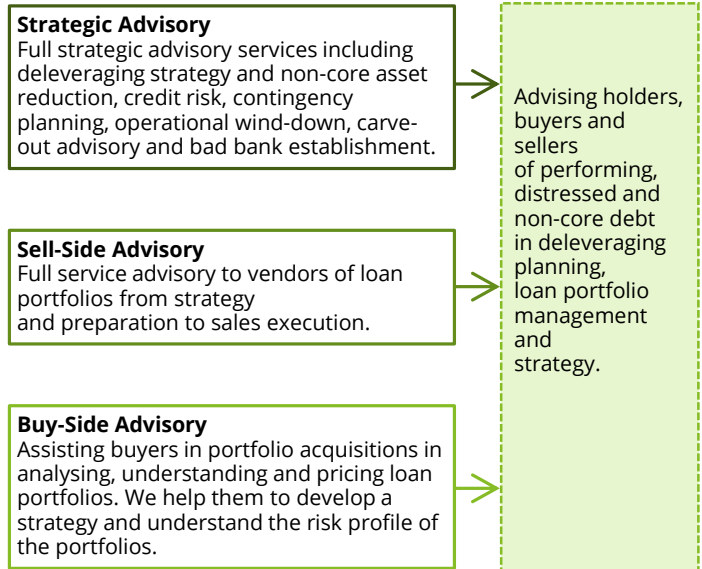 Strategic Advisory
Full strategic advisory services including
deleveraging strategy and non-core asset
reduction, credit risk, contingency
planning, operational wind-down, carve-
out advisory and bad bank establishment.
Sell-Side Advisory
Full service advisory to vendors of loan
portfolios from strategy
and preparation to sales execution.
Buy-Side Advisory
Assisting buyers in portfolio acquisitions in
analysing, understanding and pricing loan
portfolios. We help them to develop a
strategy and understand the risk profile of
the portfolios.
Advising holders,
buyers and
sellers
of performing,
distressed and
non-core debt
in deleveraging
planning,
loan portfolio
management
and
strategy.